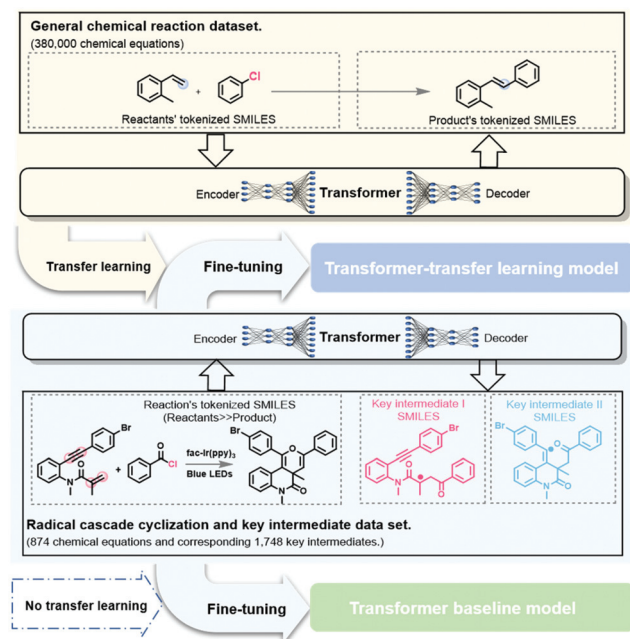 General chemical reaction dataset.
(380,000 chemical equations)
+
Cl
Reactants' tokenized SMILES
Product's tokenized SMILES
Encoder
Transformer
Decoder
Transfer learning
Fine-tuning
Transformer-transfer learning model
Encoder
Transformer
Decoder
Reaction's tokenized SMILES
(Reactants>>Product)
Br
N
O
+
O
Cl
fac-Ir(ppy)3
Blue LEDs
Br
O
N
O
Key intermediate I
SMILES
Br
N
O
O
Key intermediate II
SMILES
Br
O
N
O
Radical cascade cyclization and key intermediate data set.
(874 chemical equations and corresponding 1,748 key intermediates.)
No transfer learning
Fine-tuning
Transformer baseline model